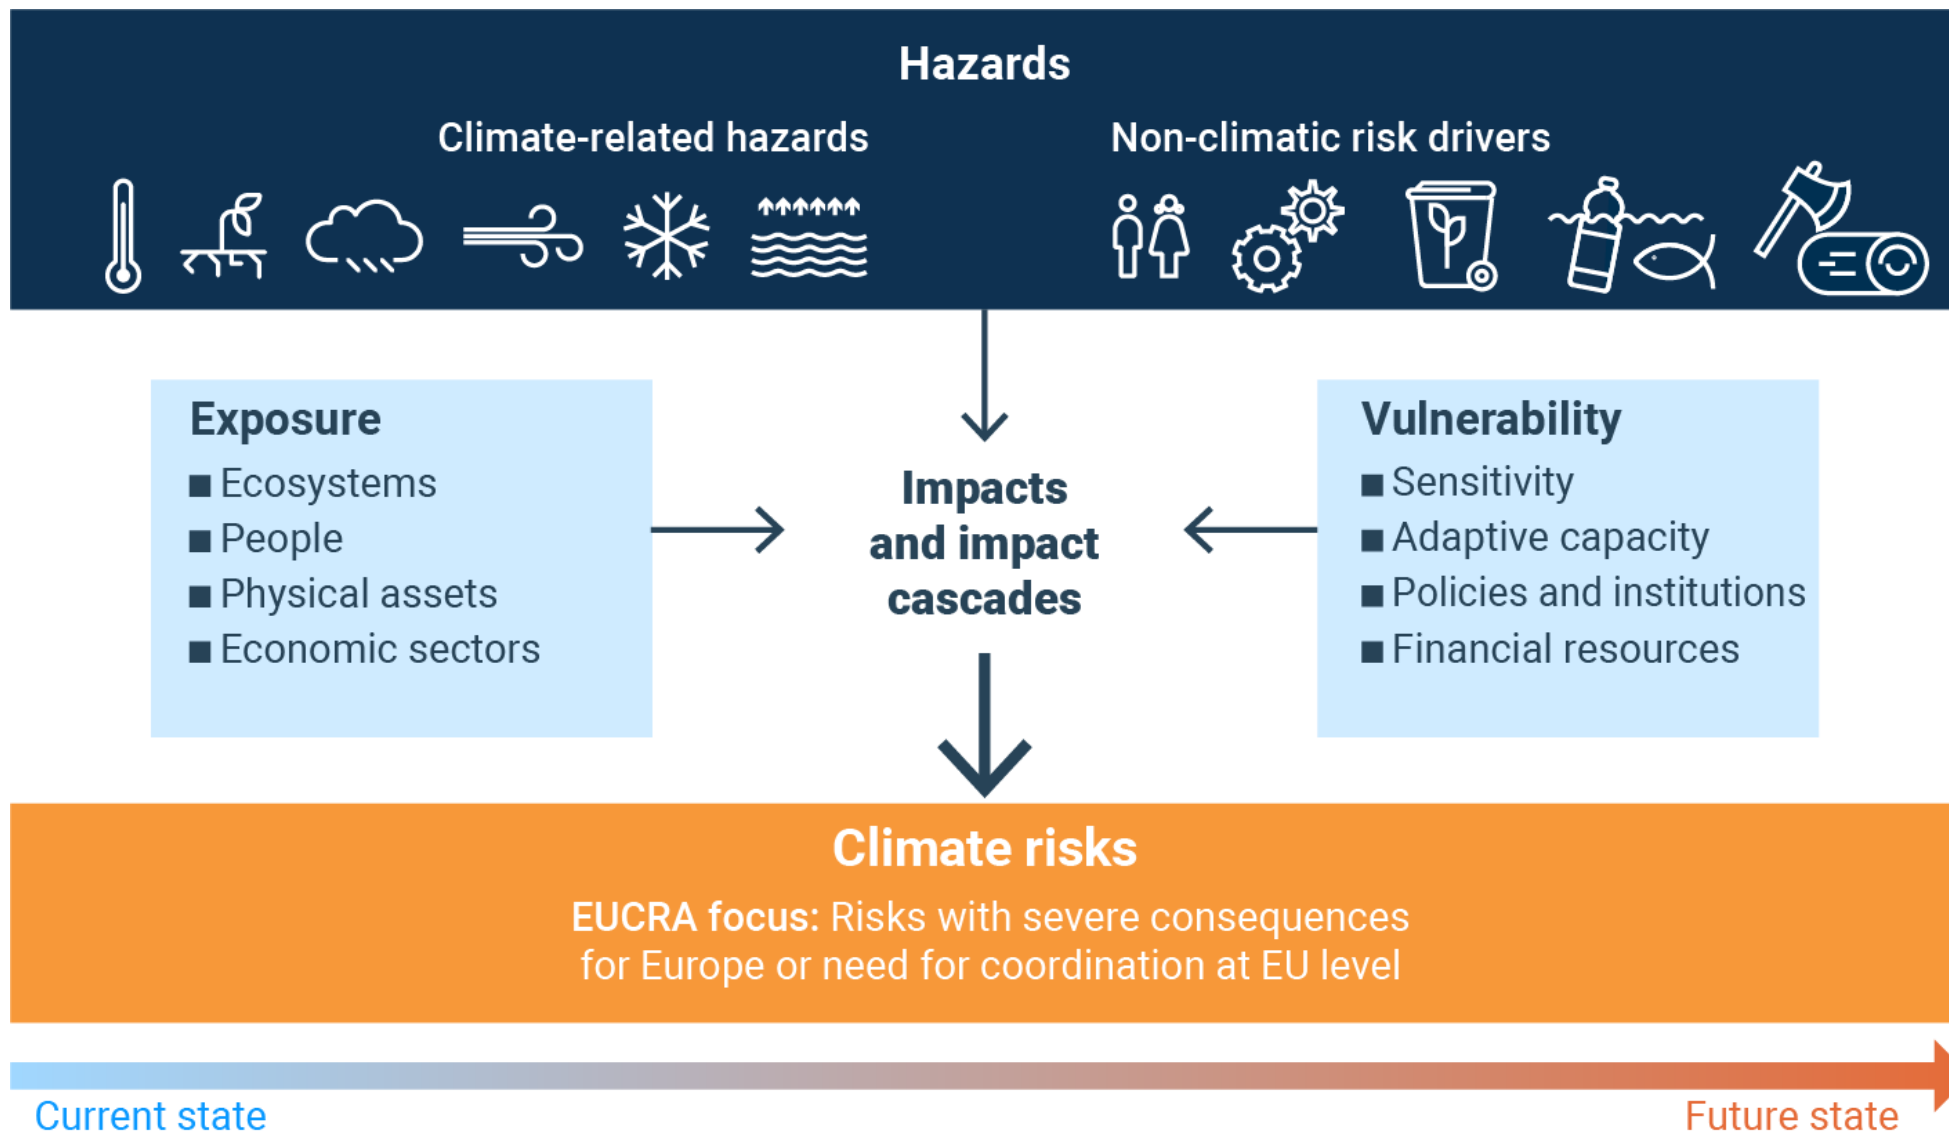 Hazards
Climate-related hazards
Non-climatic risk drivers
Exposure
Ecosystems
People
Physical assets
Economic sectors
Impacts
and impact
cascades
Vulnerability
Sensitivity
Adaptive capacity
Policies and institutions
Financial resources
Climate risks
EUCRA focus: Risks with severe consequences
for Europe or need for coordination at EU level
Current state
Future state